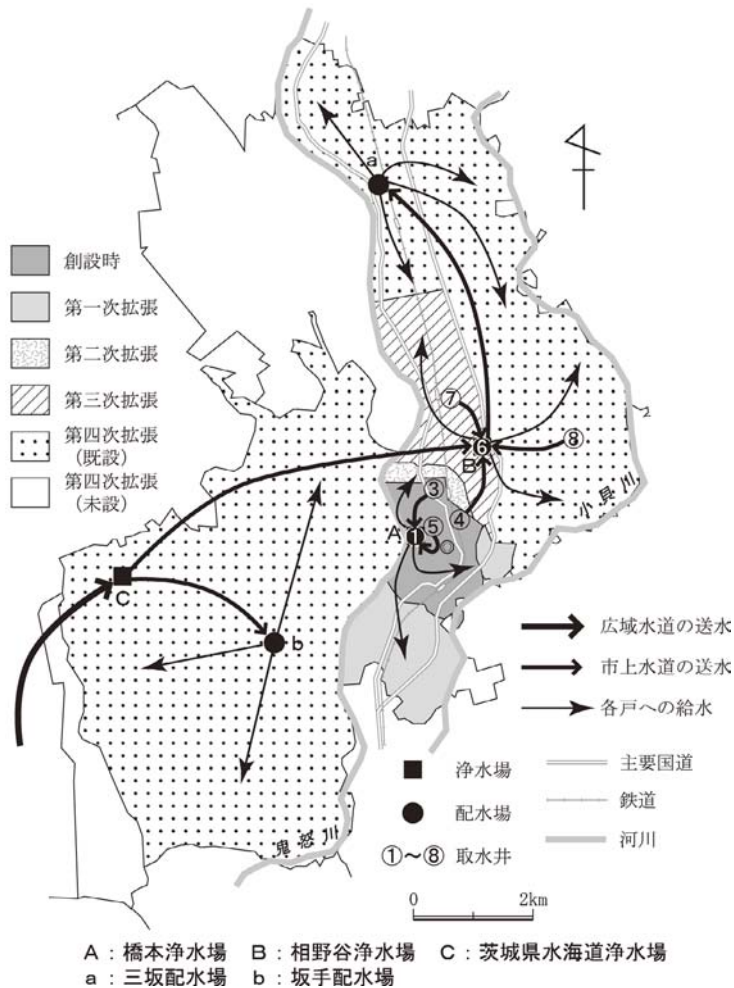 a
創設時
第一次拡張
第二次拡張
第三次拡張
第四次拡張
(既設)
第四次拡張
(未設)
⑦
⑥
B
⑧
③
⑤
④
A
①
小貝川
C
b
鬼怒川
広域水道の送水
市上水道の送水
各戸への給水
浄水場
配水場
①～⑧ 取水井
主要国道
鉄道
河川
0 2km
A：橋本浄水場 B：相野谷浄水場 C：茨城県水海道浄水場
a：三坂配水場 b：坂手配水場